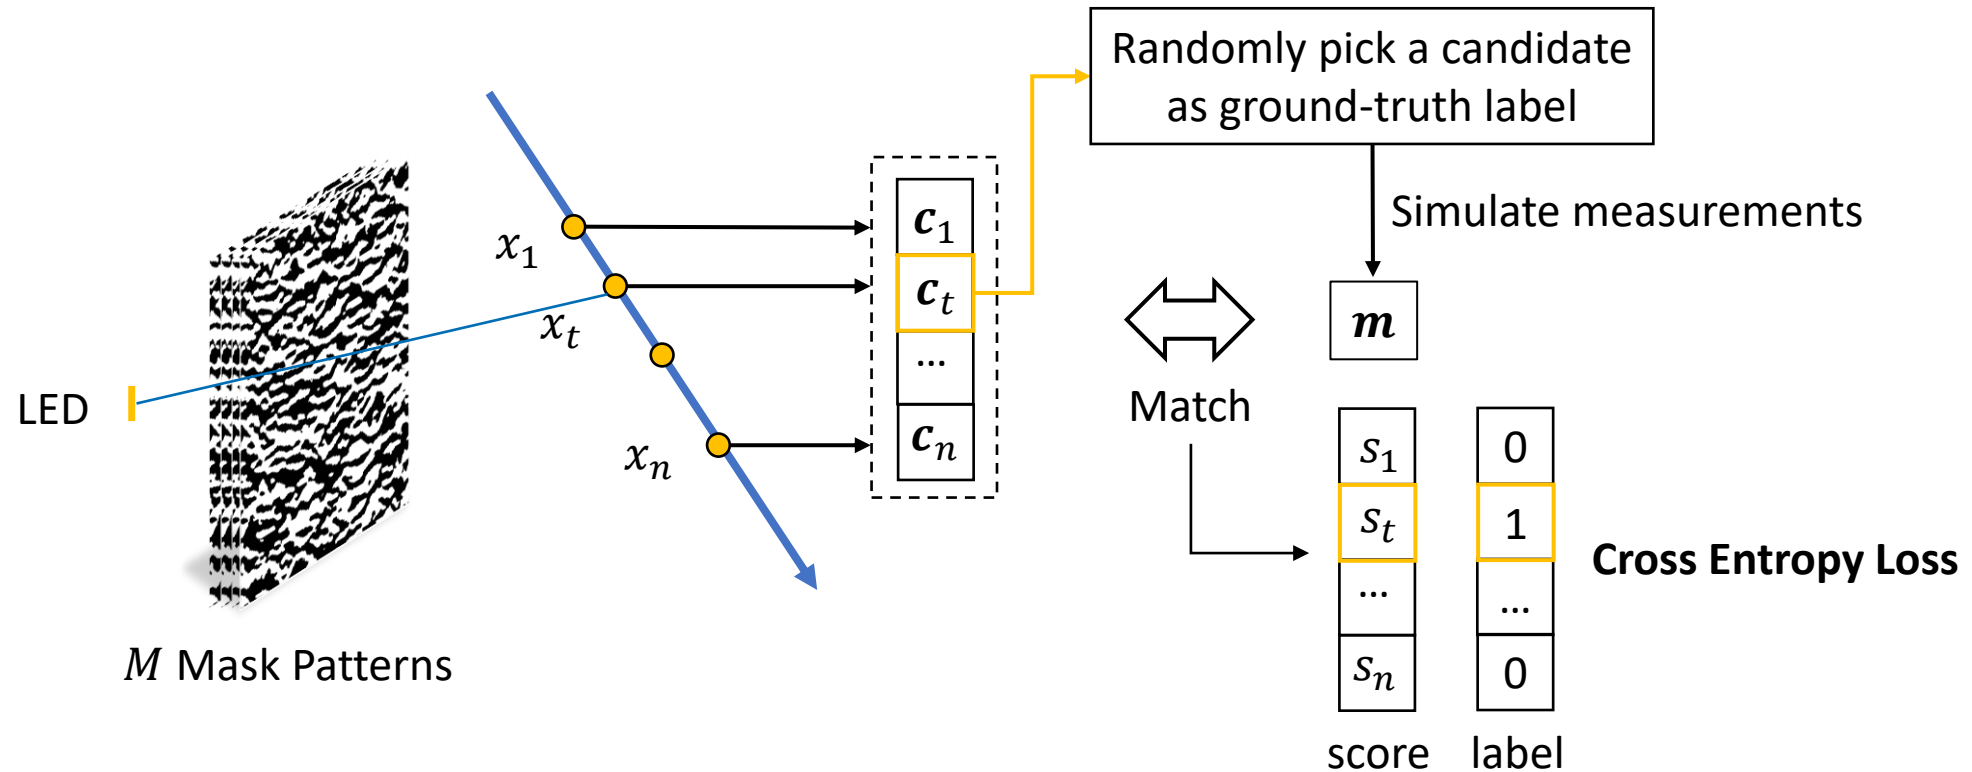 Randomly pick a candidate
as ground-truth label
Simulate measurements
x₁
xₜ
xₙ
c₁
cₜ
...
cₙ
m
Match
LED
M Mask Patterns
s₁
sₜ
...
sₙ
score
0
1
...
0
label
Cross Entropy Loss